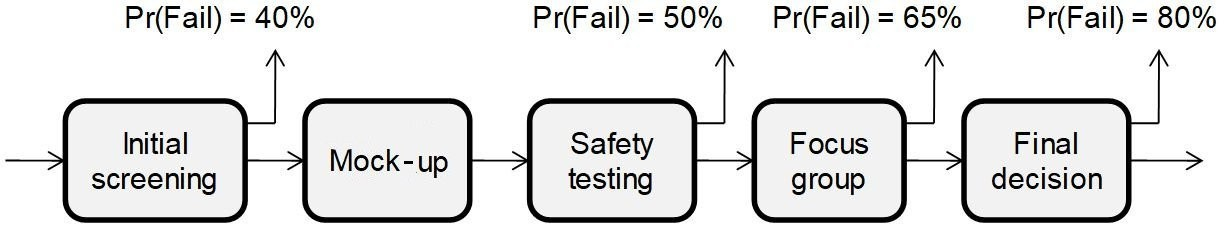 Pr(Fail) = 40%
Pr(Fail) = 50%
Pr(Fail) = 65%
Pr(Fail) = 80%
Initial
screening
Mock-up
Safety
testing
Focus
group
Final
decision